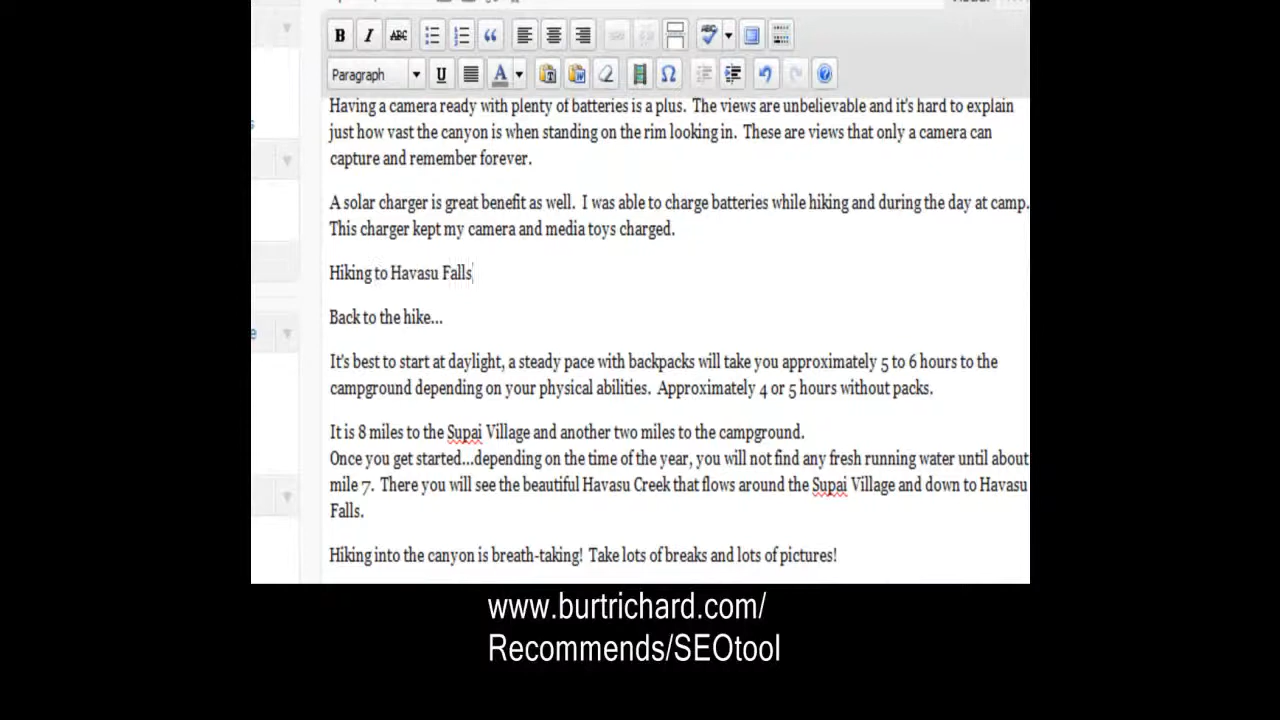 B I ABC ABC
Paragraph U A Ω
Having a camera ready with plenty of batteries is a plus. The views are unbelievable and it's hard to explain
just how vast the canyon is when standing on the rim looking in. These are views that only a camera can
capture and remember forever.
A solar charger is great benefit as well. I was able to charge batteries while hiking and during the day at camp.
This charger kept my camera and media toys charged.
Hiking to Havasu Falls
Back to the hike...
It's best to start at daylight, a steady pace with backpacks will take you approximately 5 to 6 hours to the
campground depending on your physical abilities. Approximately 4 or 5 hours without packs.
It is 8 miles to the Supai Village and another two miles to the campground.
Once you get started...depending on the time of the year, you will not find any fresh running water until about
mile 7. There you will see the beautiful Havasu Creek that flows around the Supai Village and down to Havasu
Falls.
Hiking into the canyon is breath-taking! Take lots of breaks and lots of pictures!
www.burtrichard.com/
Recommends/SEOtool